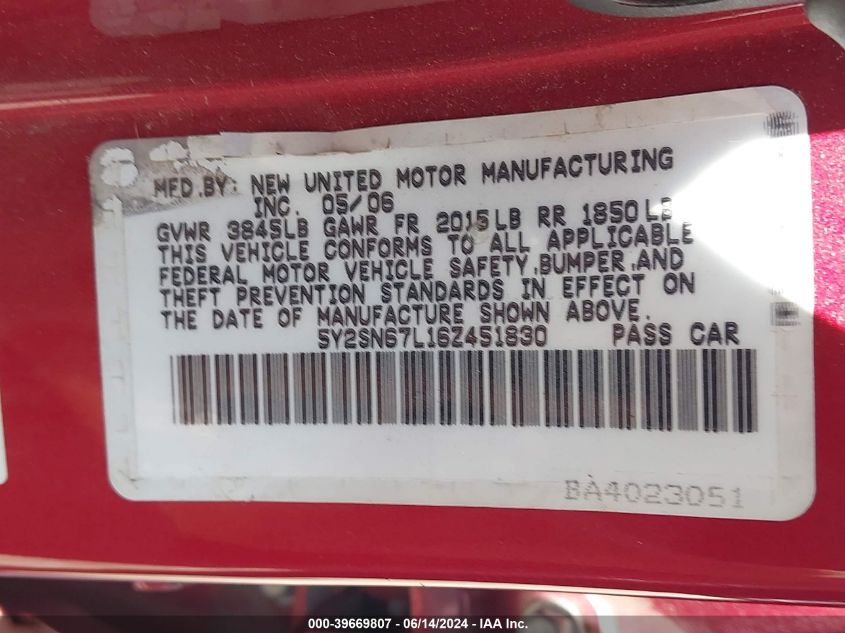 MFD.BY: NEW UNITED MOTOR MANUFACTURING
INC. 05/06
GVWR 3845LB GAWR FR 2015LB RR 1850LB
THIS VEHICLE CONFORMS TO ALL APPLICABLE
FEDERAL MOTOR VEHICLE SAFETY,BUMPER,AND
THEFT PREVENTION STANDARDS IN EFFECT ON
THE DATE OF MANUFACTURE SHOWN ABOVE.
5Y2SN67L16Z451830 PASS CAR
BA4023051
000-39669807 - 06/14/2024 - IAA Inc.